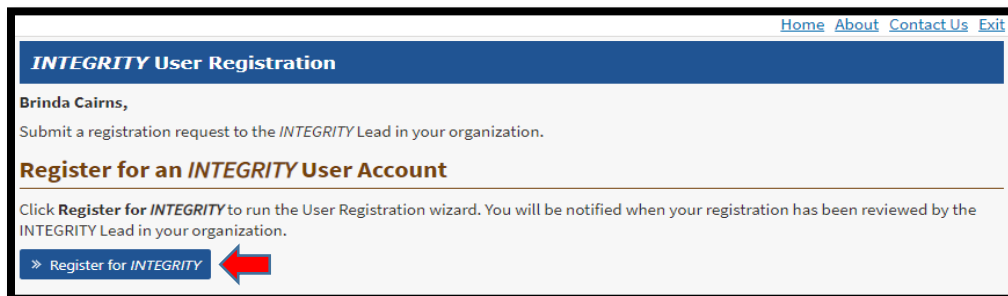 Home About Contact Us Exit
INTEGRITY User Registration
Brinda Cairns,
Submit a registration request to the INTEGRITY Lead in your organization.
Register for an INTEGRITY User Account
Click Register for INTEGRITY to run the User Registration wizard. You will be notified when your registration has been reviewed by the
INTEGRITY Lead in your organization.
» Register for INTEGRITY